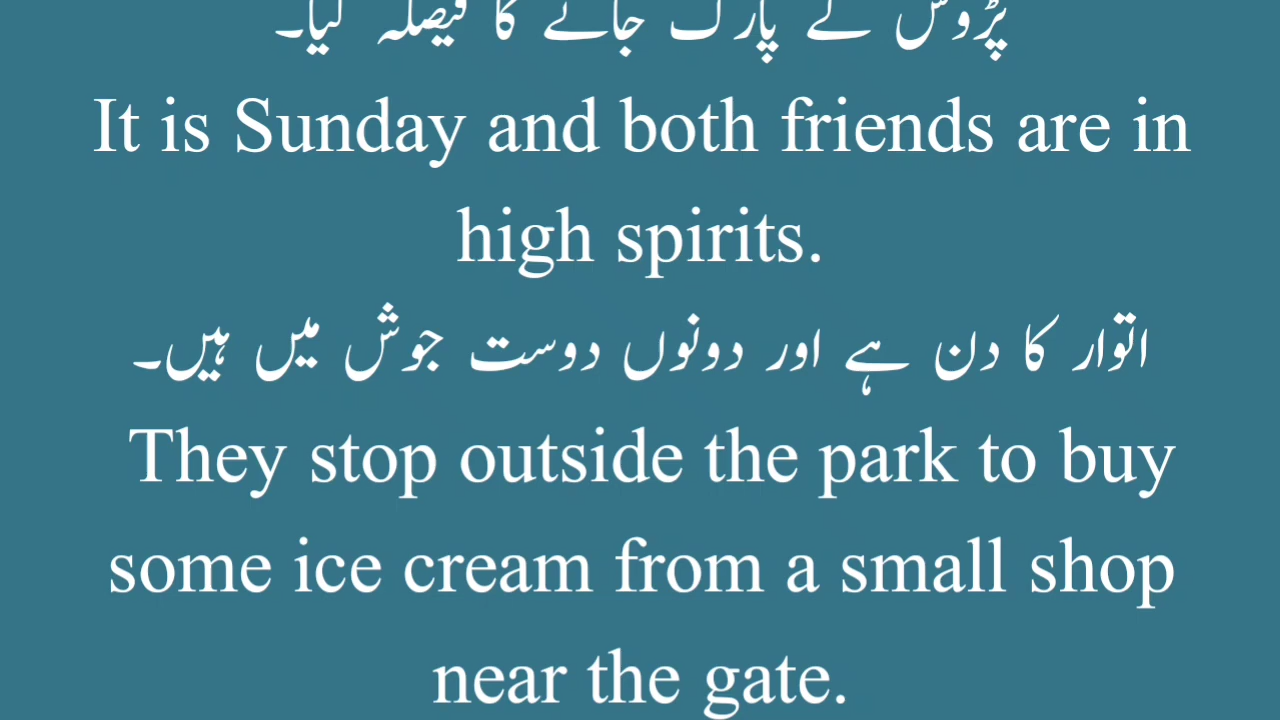 پڑوس کے پارک جانے کا فیصلہ کیا۔
It is Sunday and both friends are in
high spirits.
اتوار کا دن ہے اور دونوں دوست جوش میں ہیں۔
They stop outside the park to buy
some ice cream from a small shop
near the gate.